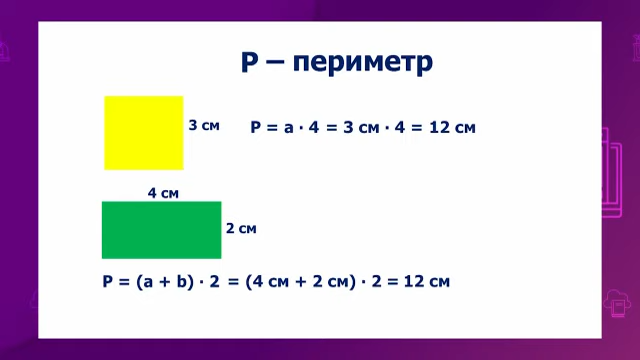 P – периметр
3 см
P = a · 4 = 3 см · 4 = 12 см
4 см
2 см
P = (a + b) · 2 = (4 см + 2 см) · 2 = 12 см